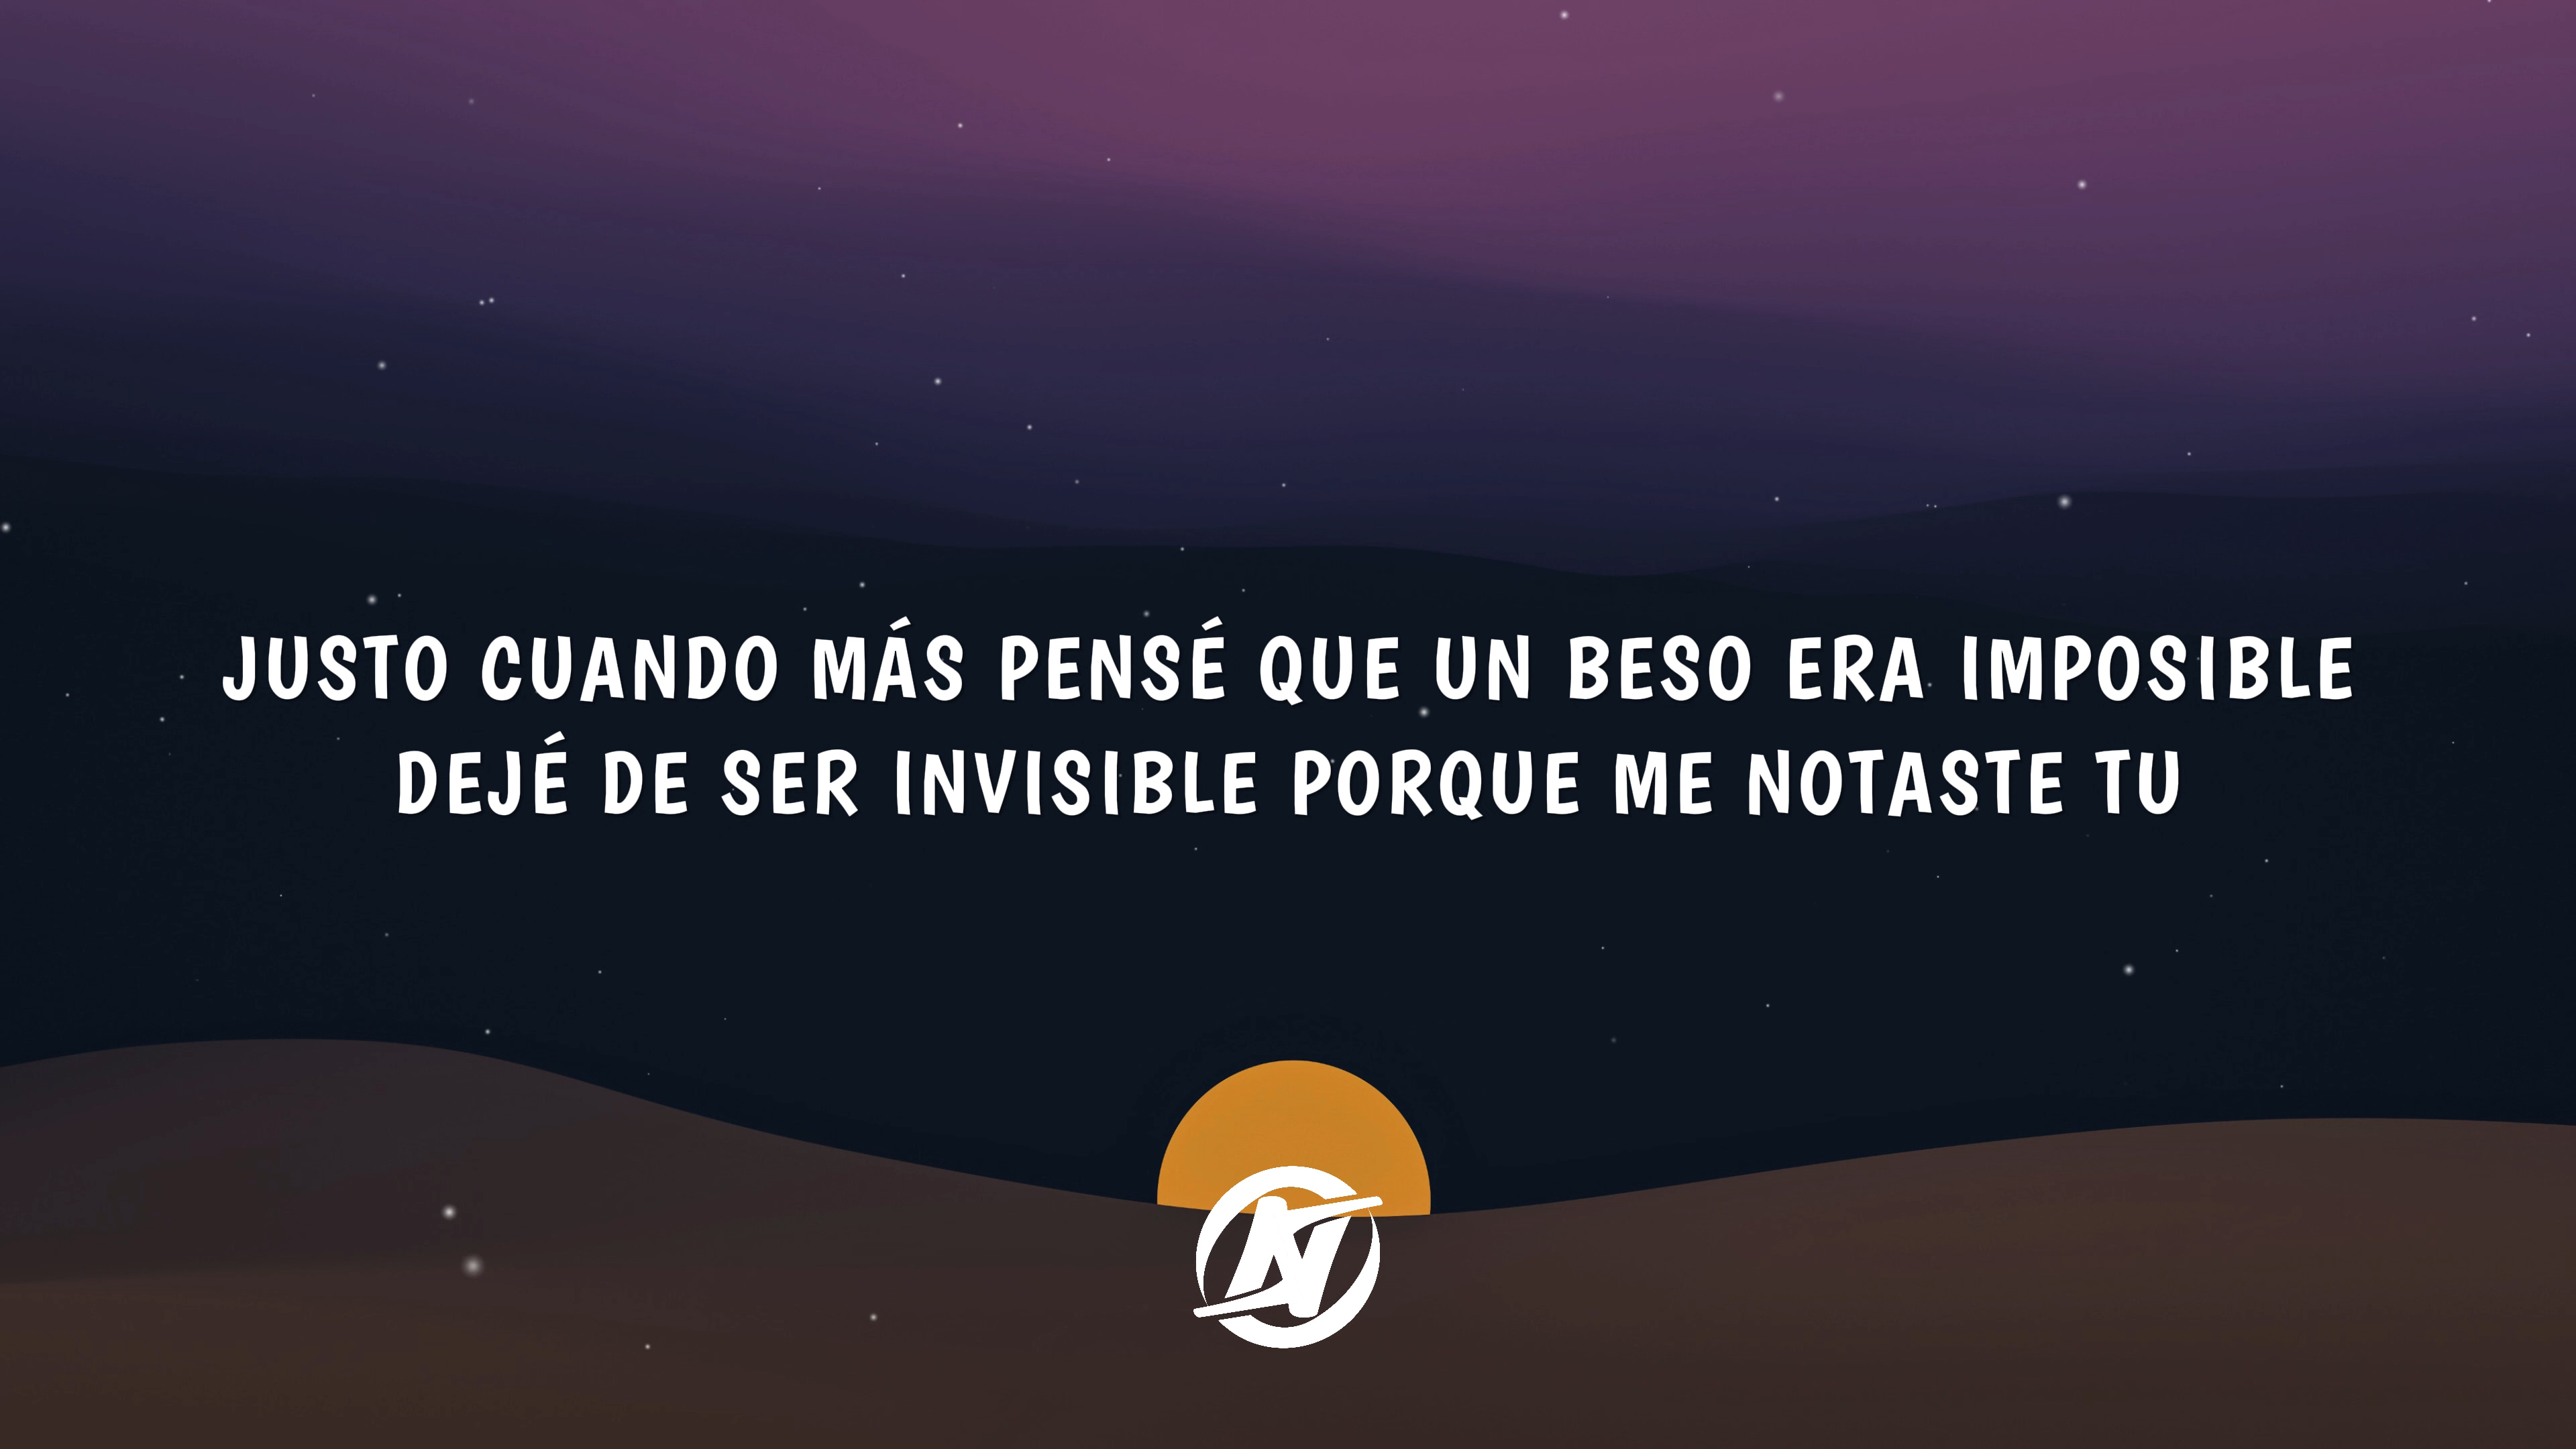 JUSTO CUANDO MÁS PENSÉ QUE UN BESO ERA IMPOSIBLE
DEJÉ DE SER INVISIBLE PORQUE ME NOTASTE TU